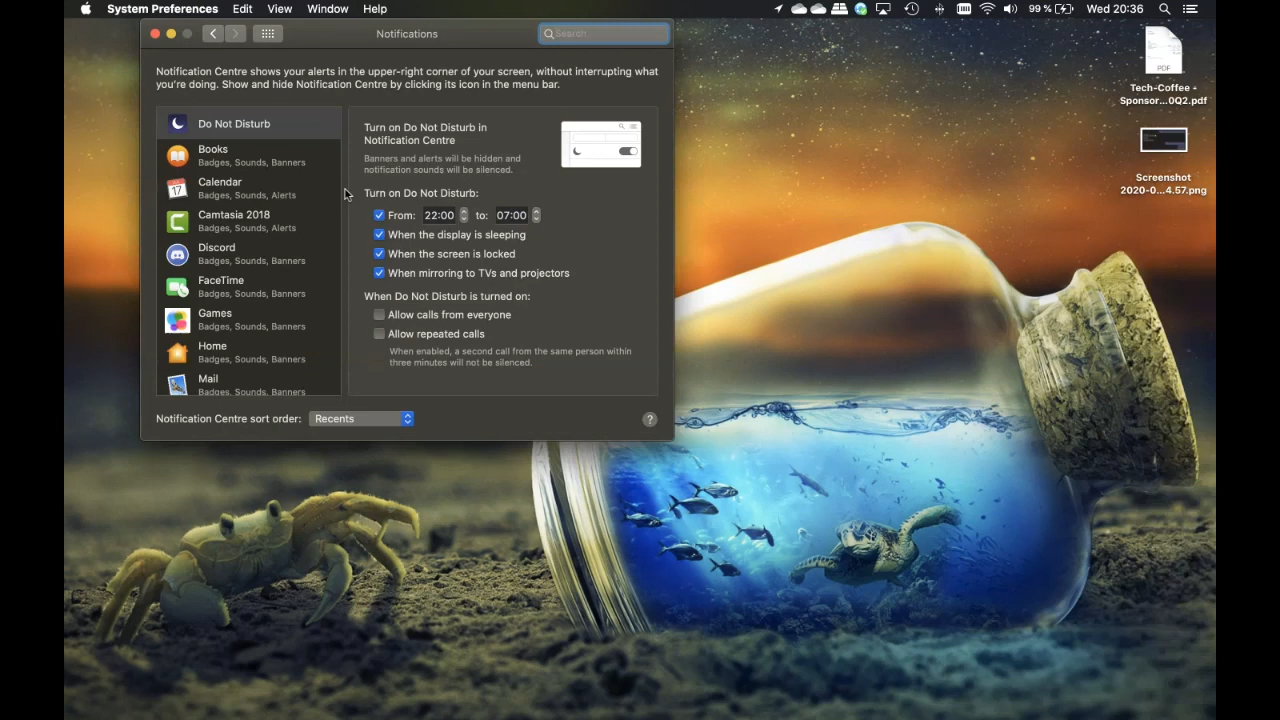 System Preferences Edit View Window Help
99 % Wed 20:36
Notifications
Search
Notification Centre shows your alerts in the upper-right corner of your screen, without interrupting what
you're doing. Show and hide Notification Centre by clicking its icon in the menu bar.
Do Not Disturb
Books
Badges, Sounds, Banners
17
Calendar
Badges, Sounds, Alerts
Camtasia 2018
Badges, Sounds, Alerts
Discord
Badges, Sounds, Banners
FaceTime
Badges, Sounds, Banners
Games
Badges, Sounds, Banners
Home
Badges, Sounds, Banners
Mail
Badges, Sounds, Banners
Turn on Do Not Disturb in
Notification Centre
Banners and alerts will be hidden and
notification sounds will be silenced.
Turn on Do Not Disturb:
From: 22:00 to: 07:00
When the display is sleeping
When the screen is locked
When mirroring to TVs and projectors
When Do Not Disturb is turned on:
Allow calls from everyone
Allow repeated calls
When enabled, a second call from the same person within
three minutes will not be silenced.
Notification Centre sort order: Recents
?
PDF
Tech-Coffee -
Sponsor...0Q2.pdf
Screenshot
2020-0...4.57.png